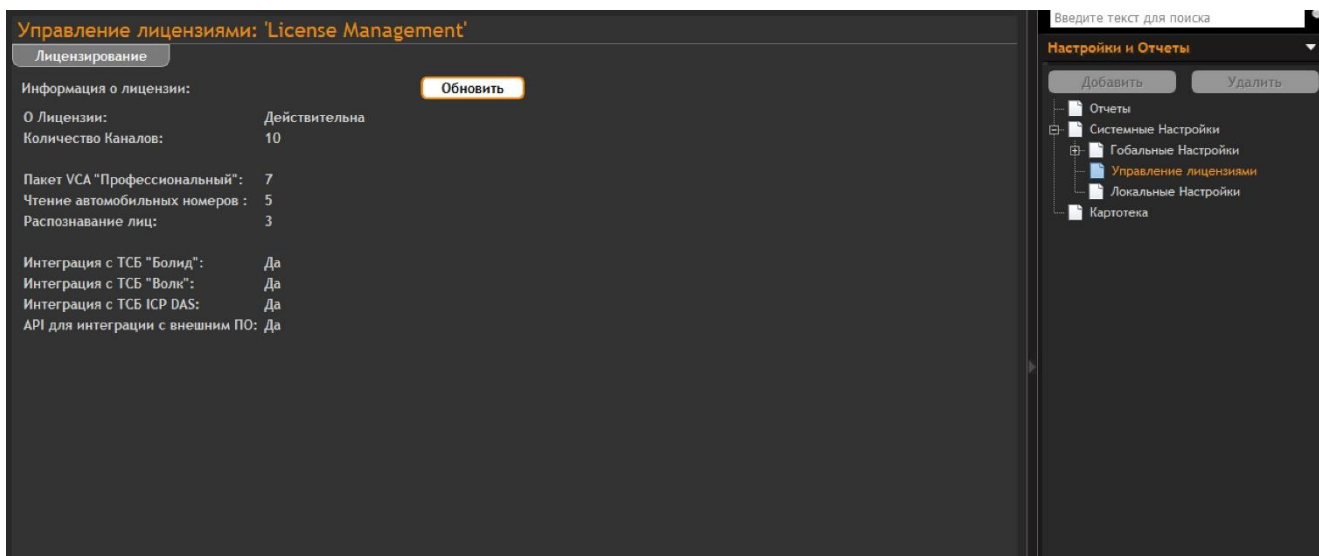 Управление лицензиями: 'License Management'
Лицензирование
Информация о лицензии: Обновить
О Лицензии: Действительна
Количество Каналов: 10
Пакет VCA "Профессиональный": 7
Чтение автомобильных номеров : 5
Распознавание лиц: 3
Интеграция с ТСБ "Болид": Да
Интеграция с ТСБ "Волк": Да
Интеграция с ТСБ ICP DAS: Да
API для интеграции с внешним ПО: Да
Введите текст для поиска
Настройки и Отчеты
Добавить Удалить
Отчеты
Системные Настройки
Гобальные Настройки
Управление лицензиями
Локальные Настройки
Картотека